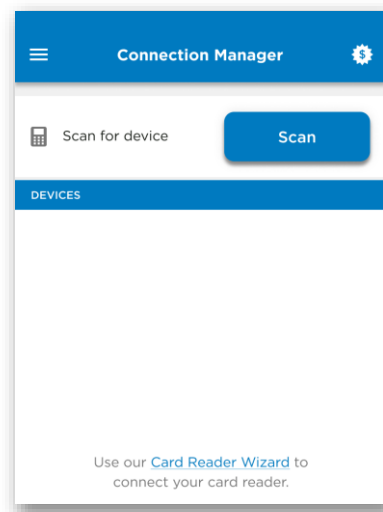 Connection Manager
$
Scan for device
Scan
DEVICES
Use our Card Reader Wizard to
connect your card reader.